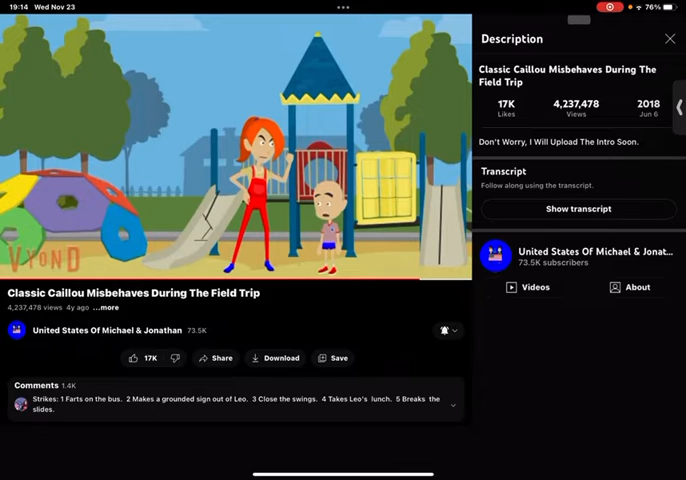 19:14 Wed Nov 23
76%
Description
Classic Caillou Misbehaves During The
Field Trip
17K 4,237,478 2018
Likes Views Jun 6
Don't Worry, I Will Upload The Intro Soon.
Transcript
Follow along using the transcript.
Show transcript
United States Of Michael & Jonat...
73.5K subscribers
Videos About
VYOND
Classic Caillou Misbehaves During The Field Trip
4,237,478 views 4y ago ...more
United States Of Michael & Jonathan 73.5K
17K Share Download Save
Comments 1.4K
Strikes: 1 Farts on the bus. 2 Makes a grounded sign out of Leo. 3 Close the swings. 4 Takes Leo's lunch. 5 Breaks the
slides.